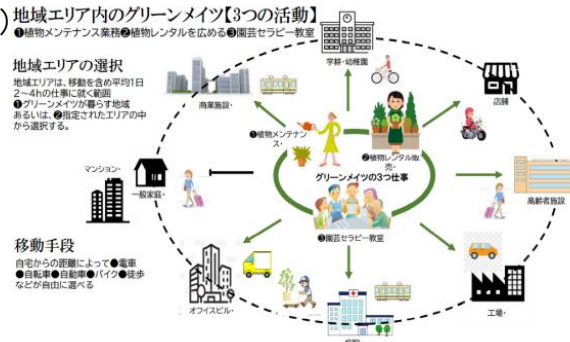 )地域エリア内のグリーンメイツ【3つの活動】
❶植物メンテナンス業務❷植物レンタルを広める❸園芸セラピー教室
地域エリアの選択
地域エリアは、移動を含め平均1日
2〜4hの仕事に就く範囲
❶グリーンメイツが暮らす地域
あるいは、❷指定されたエリアの中
から選択する。
学耕・幼稚園
商業施設・
店舗
❶植物メンテナン
ス・
❷植物レンタル販
売・
グリーンメイツの3つ仕事
マンション・
一般家庭・
高齢者施設
❸園芸セラピー教室
移動手段
自宅からの距離によって●電車
●自転車●自動車●バイク●徒歩
などが自由に選べる
オフィスビル・
工場・